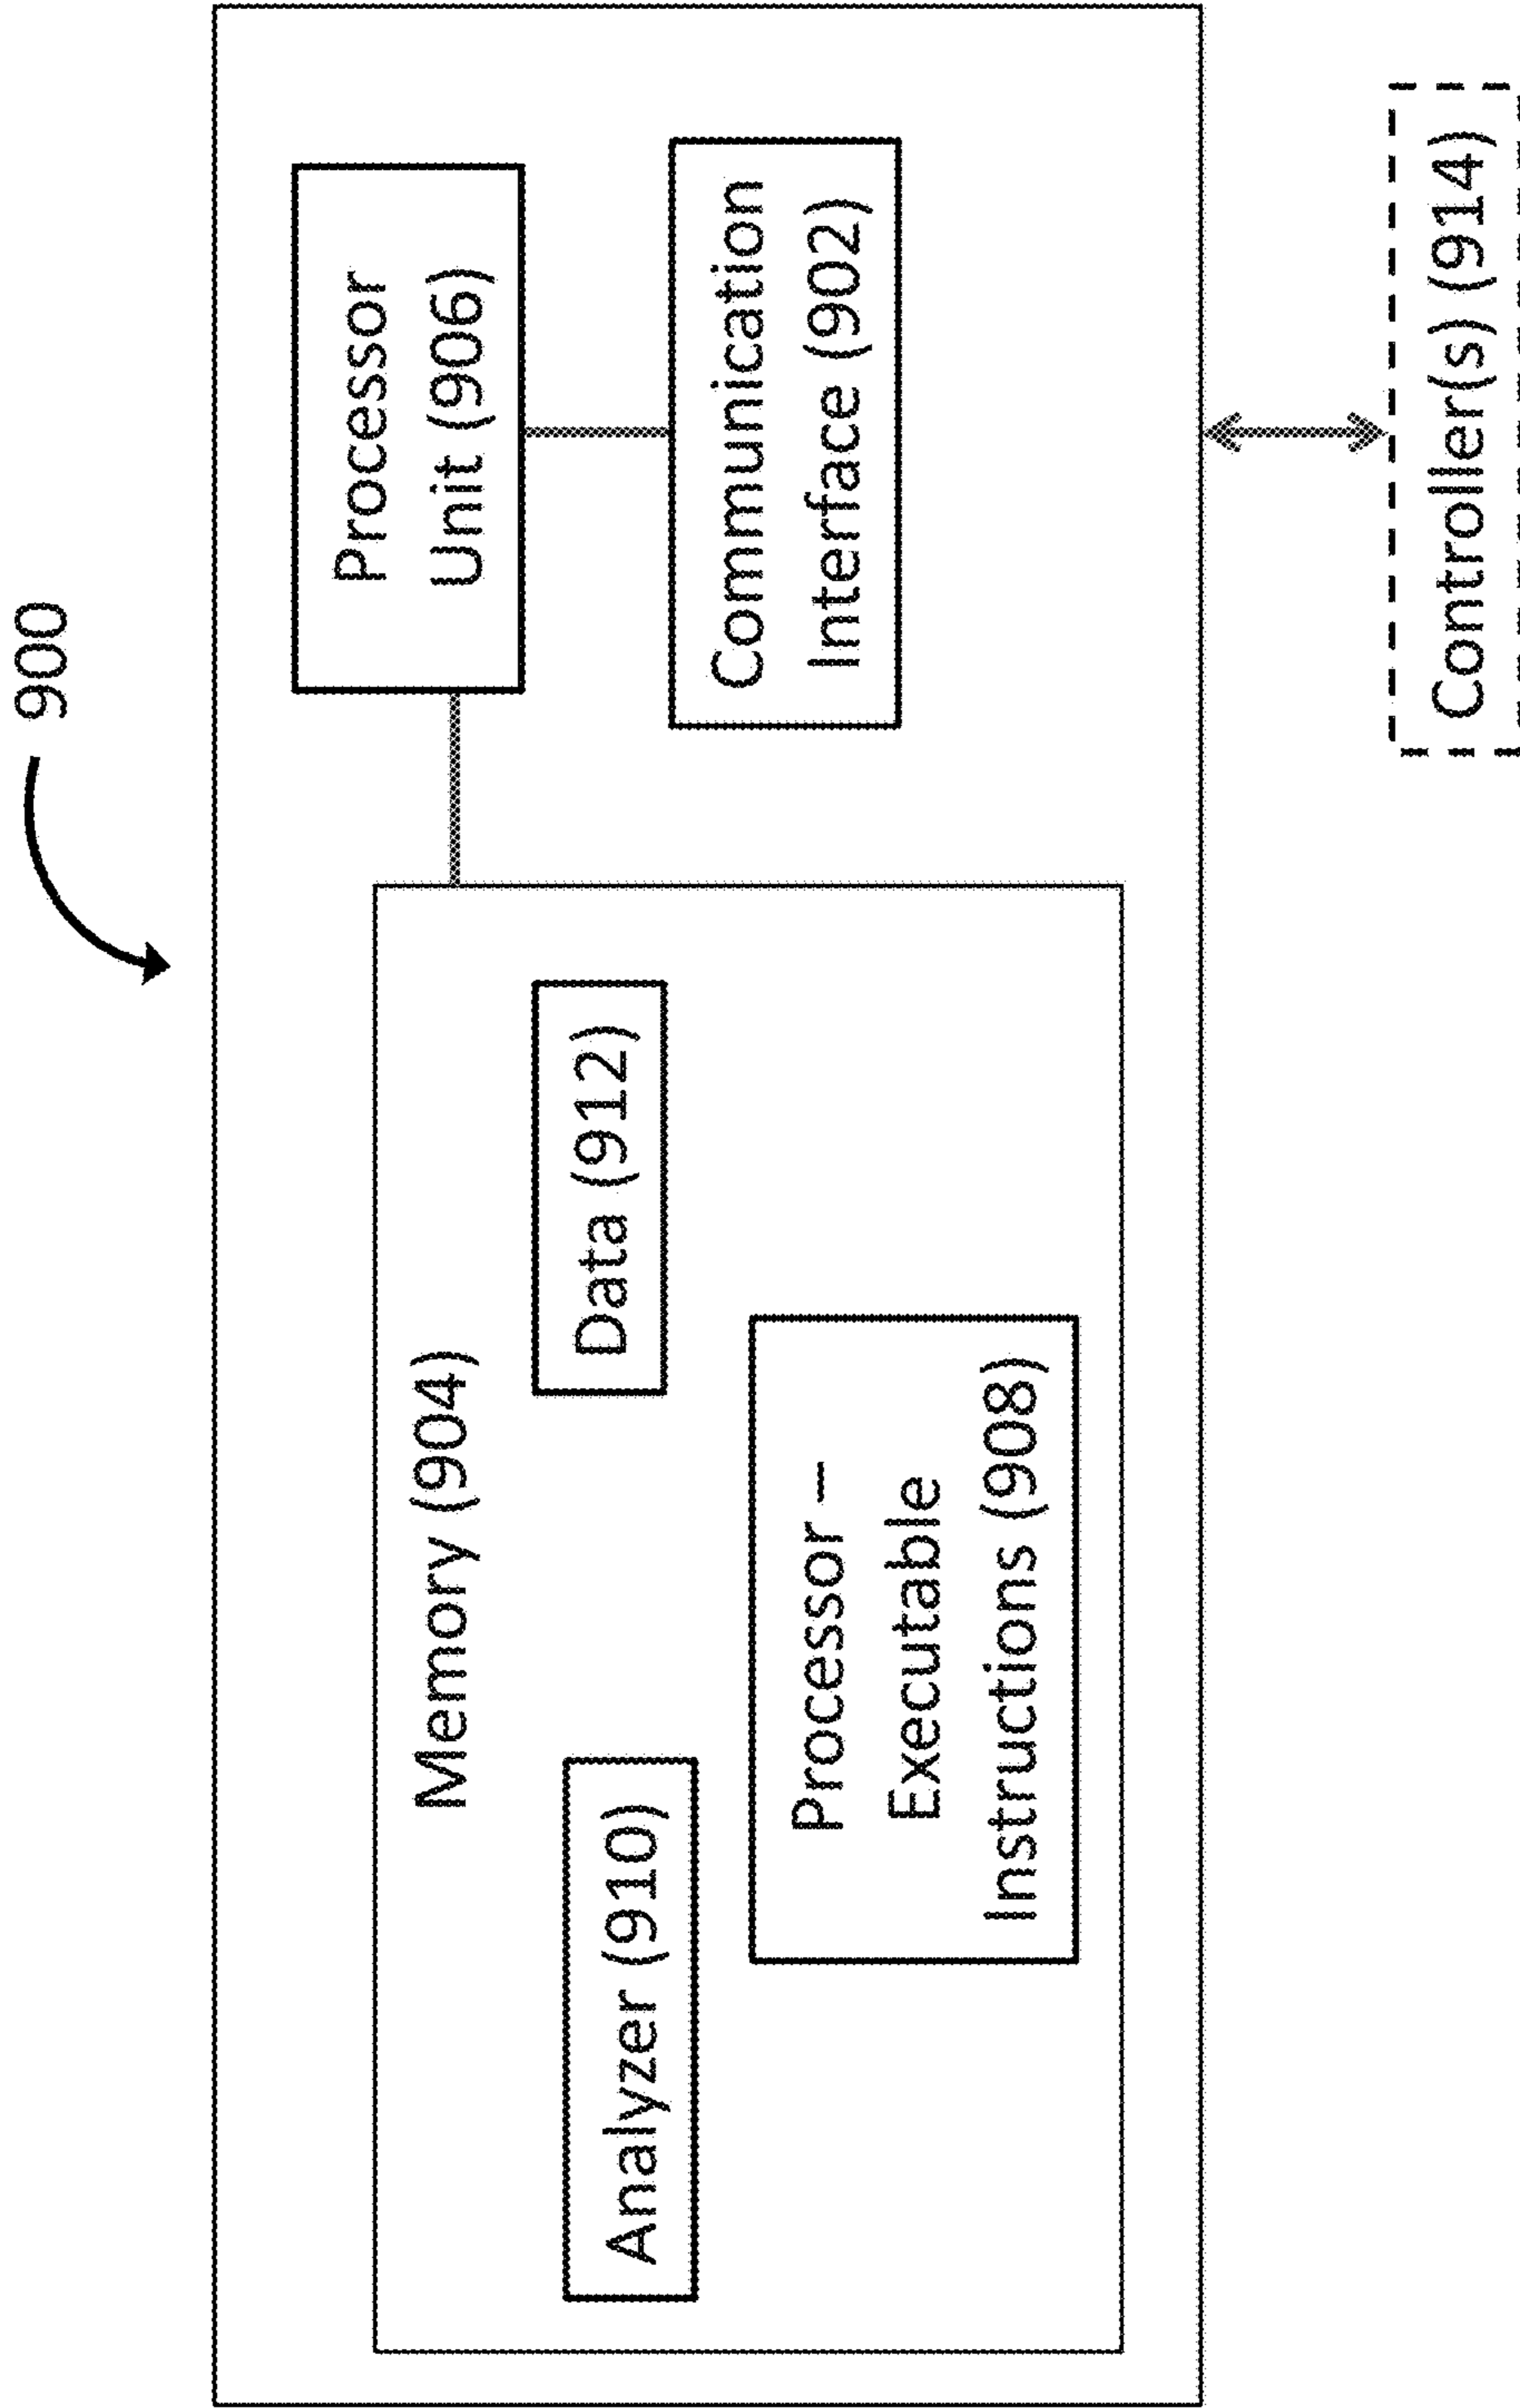 900
Memory (904)
Analyzer (910)
Data (912)
Processor –
Executable
Instructions (908)
Processor
Unit (906)
Communication
Interface (902)
Controller(s) (914)